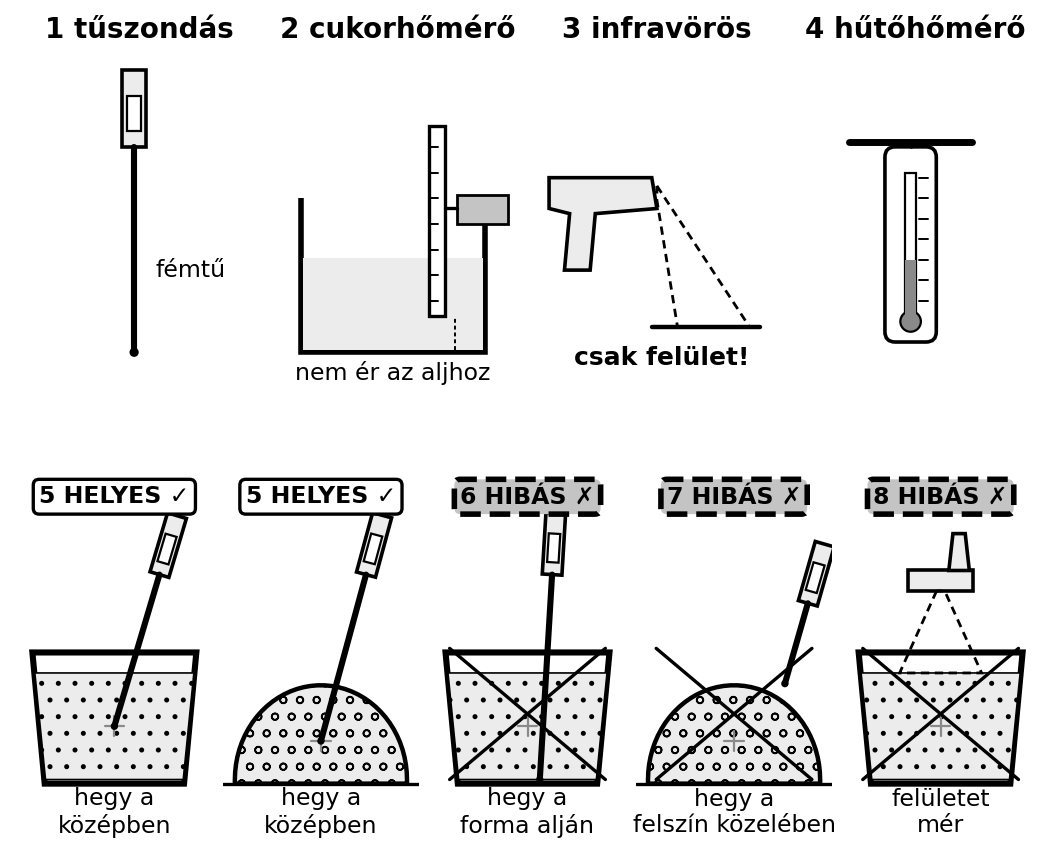 1 tűszondás
2 cukorhőmérő
3 infravörös
4 hűtőhőmérő
fémtű
nem ér az aljhoz
csak felület!
5 HELYES ✓
5 HELYES ✓
6 HIBÁS ✗
7 HIBÁS ✗
8 HIBÁS ✗
hegy a
középben
hegy a
középben
hegy a
forma alján
hegy a
felszín közelében
felületet
mér